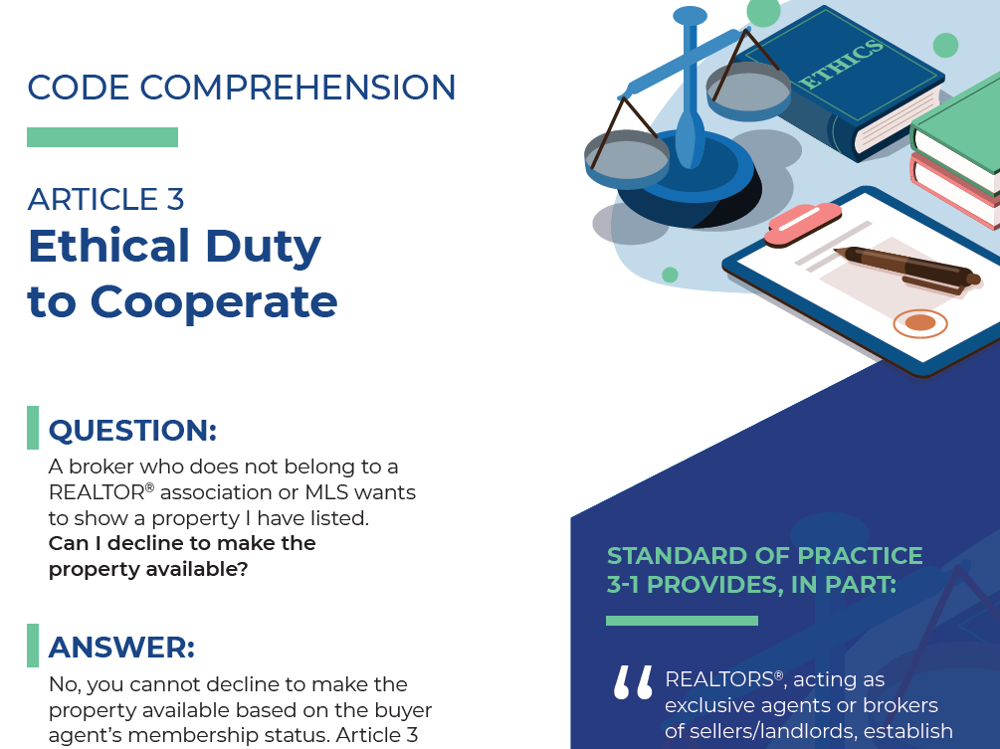 CODE COMPREHENSION
ARTICLE 3
Ethical Duty
to Cooperate
QUESTION:
A broker who does not belong to a
REALTOR® association or MLS wants
to show a property I have listed.
Can I decline to make the
property available?
ANSWER:
No, you cannot decline to make the
property available based on the buyer
agent’s membership status. Article 3
ETHICS
STANDARD OF PRACTICE
3-1 PROVIDES, IN PART:
“ REALTORS®, acting as
exclusive agents or brokers
of sellers/landlords, establish